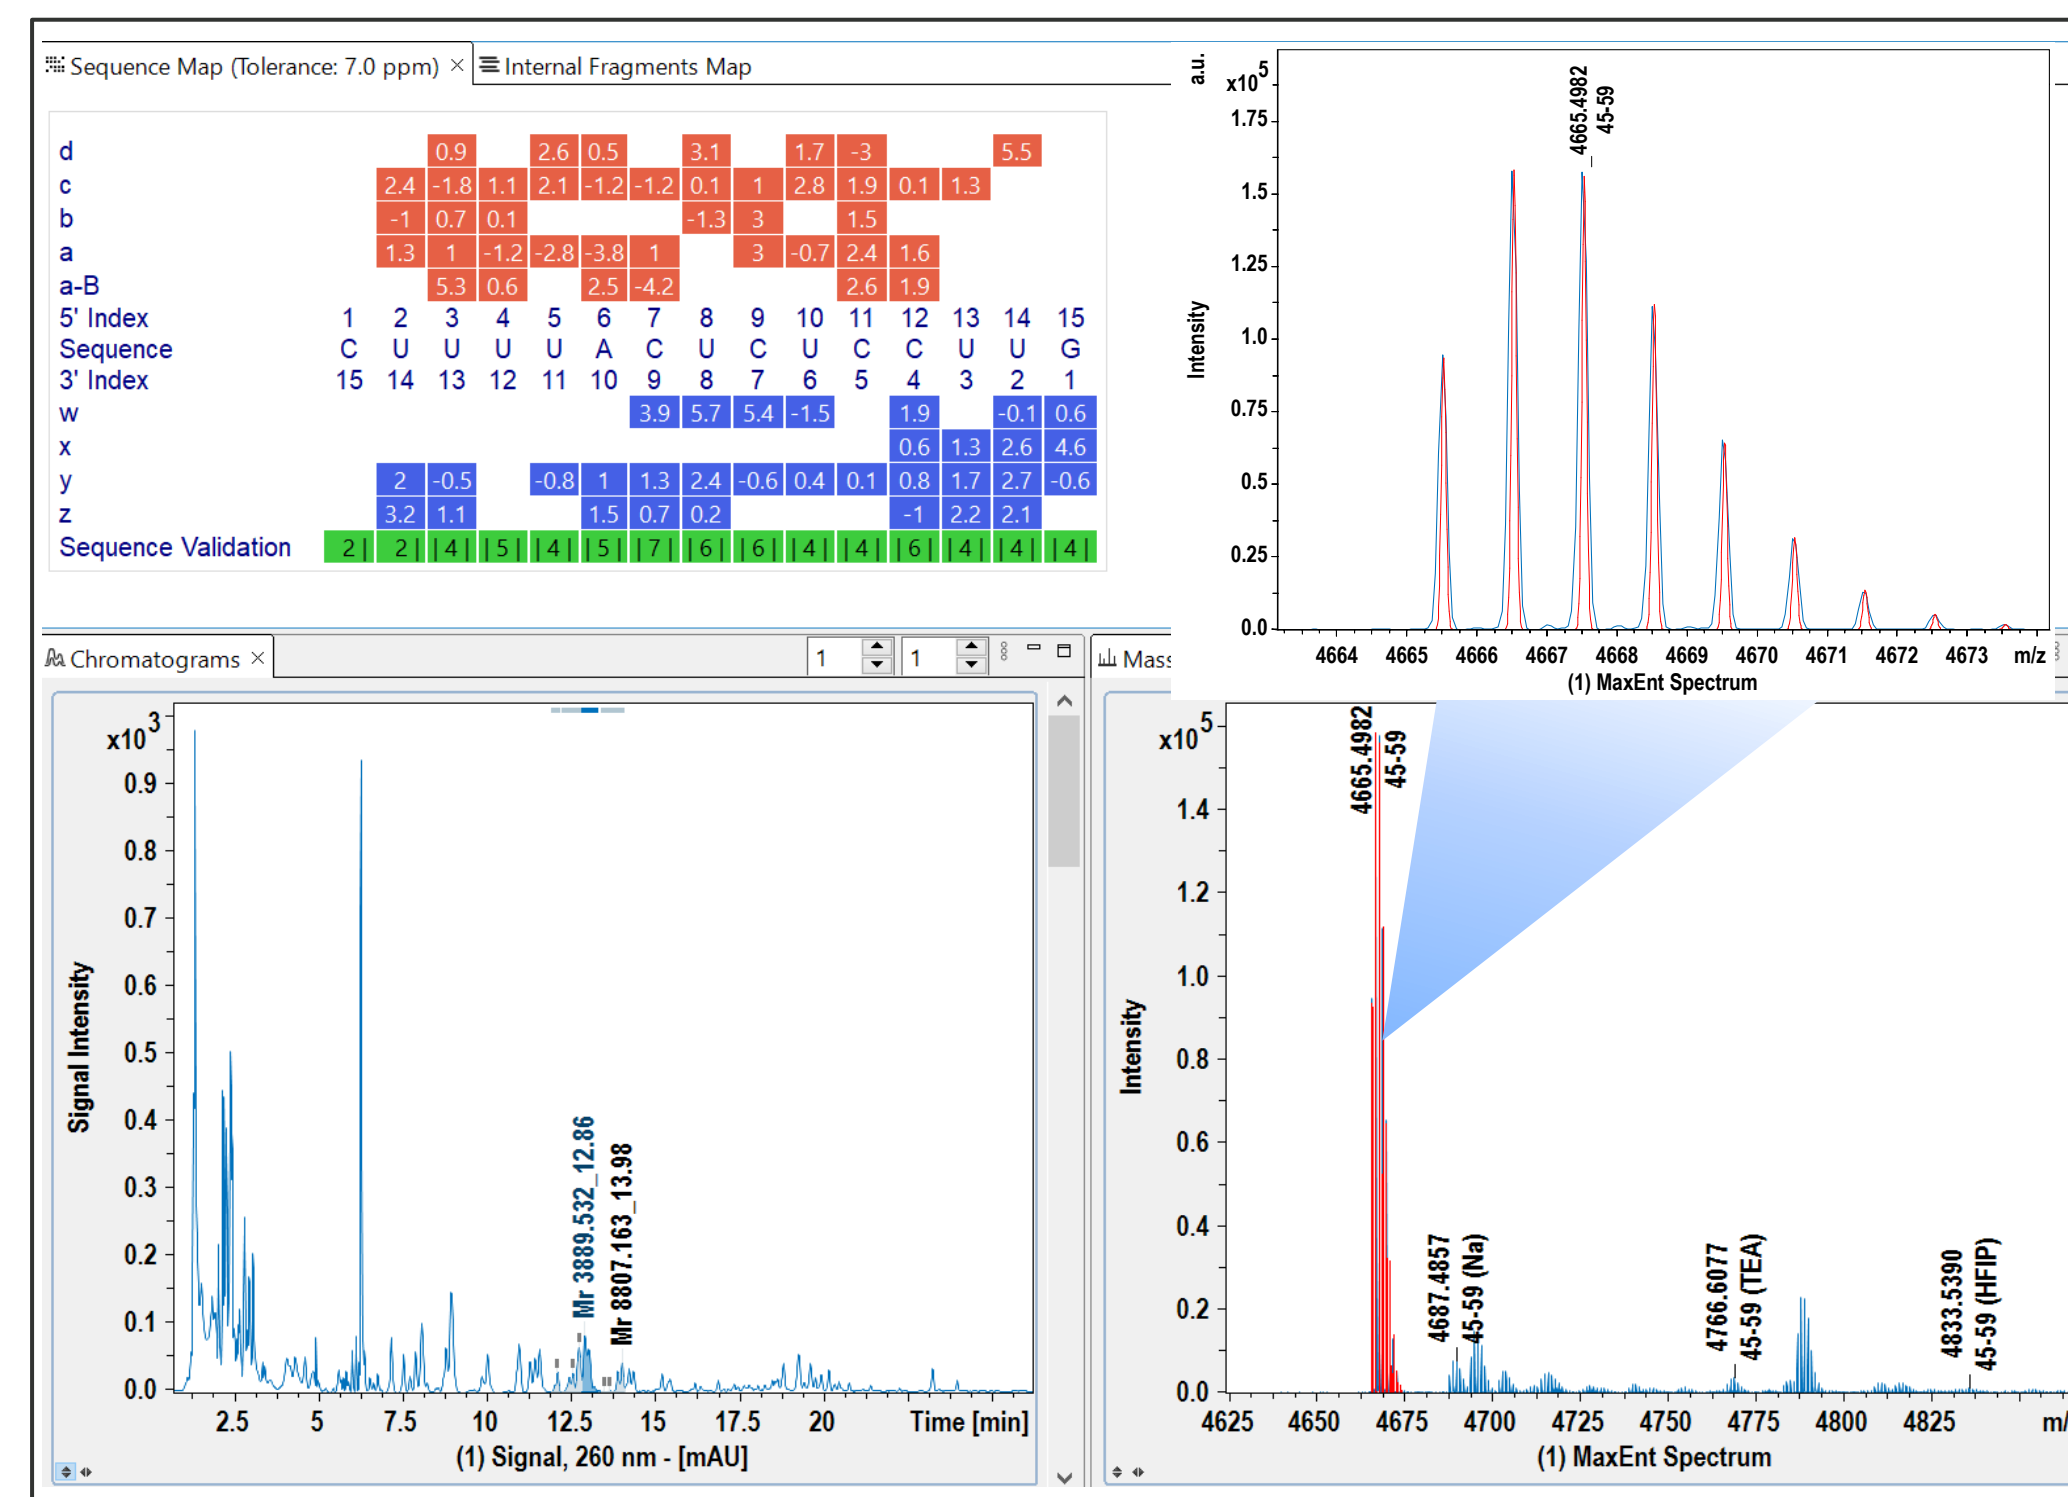 Sequence Map (Tolerance: 7.0 ppm) ×
Internal Fragments Map
d 0.9 2.6 0.5 3.1 1.7 -3 5.5
c 2.4 -1.8 1.1 2.1 -1.2 -1.2 0.1 1 2.8 1.9 0.1 1.3
b -1 0.7 0.1 -1.3 3 1.5
a 1.3 1 -1.2 -2.8 -3.8 1 3 -0.7 2.4 1.6
a-B 5.3 0.6 2.5 -4.2 2.6 1.9
5' Index 1 2 3 4 5 6 7 8 9 10 11 12 13 14 15
Sequence C U U U U A C U C U C C U U G
3' Index 15 14 13 12 11 10 9 8 7 6 5 4 3 2 1
w 3.9 5.7 5.4 -1.5 1.9 -0.1 0.6
x 0.6 1.3 2.6 4.6
y 2 -0.5 -0.8 1 1.3 2.4 -0.6 0.4 0.1 0.8 1.7 2.7 -0.6
z 3.2 1.1 1.5 0.7 0.2 -1 2.2 2.1
Sequence Validation 2| 2| |4| |5| |4| |5| |7| |6| |6| |4| |4| |6| |4| |4| |4|
a.u.
x10 5
1.75
1.5
1.25
1.0
0.75
0.5
0.25
0.0
Intensity
4665.4982
45-59
4664 4665 4666 4667 4668 4669 4670 4671 4672 4673 m/z
(1) MaxEnt Spectrum
Chromatograms ×
1 1
x10 3
0.9
0.8
0.7
0.6
0.5
0.4
0.3
0.2
0.1
0.0
Signal Intensity
Mr 3889.532_12.86
Mr 8807.163_13.98
2.5 5 7.5 10 12.5 15 17.5 20 Time [min]
(1) Signal, 260 nm - [mAU]
Mass
x10 5
1.4
1.2
1.0
0.8
0.6
0.4
0.2
0.0
Intensity
4665.4982
45-59
4687.4857
45-59 (Na)
4766.6077
45-59 (TEA)
4833.5390
45-59 (HFIP)
4625 4650 4675 4700 4725 4750 4775 4800 4825 m/
(1) MaxEnt Spectrum